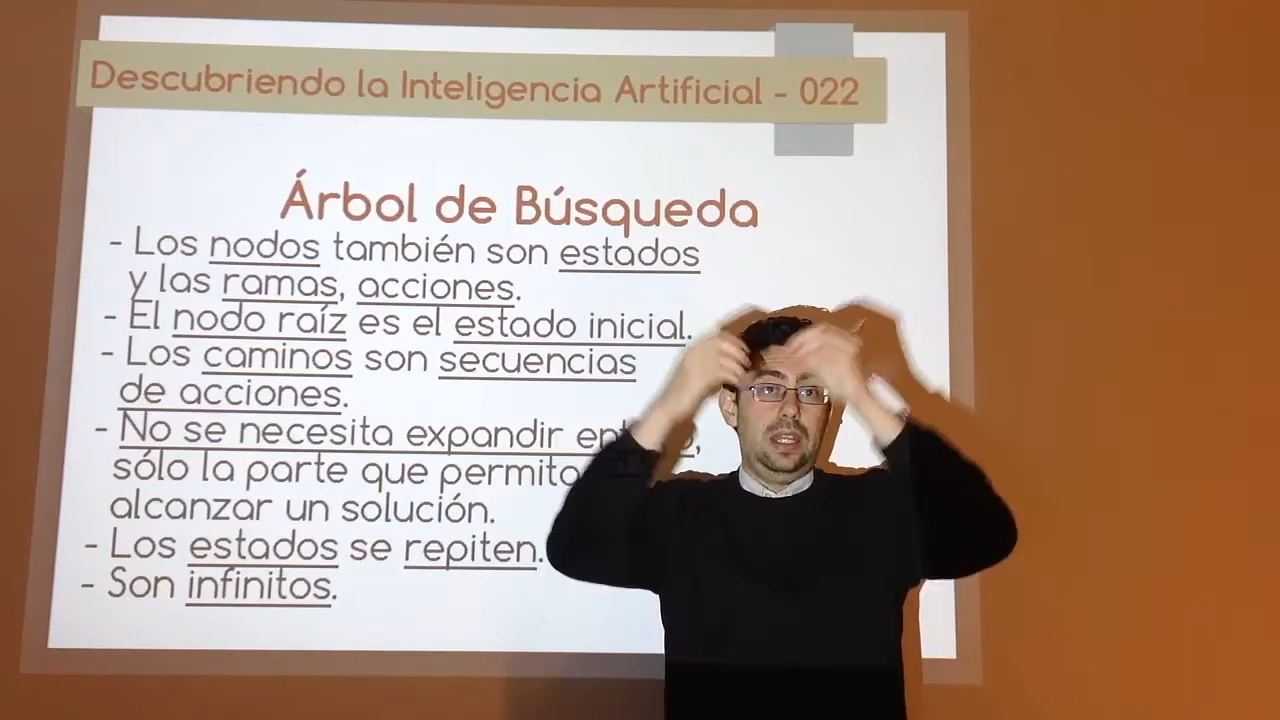 Descubriendo la Inteligencia Artificial - 022
Árbol de Búsqueda
- Los nodos también son estados
y las ramas, acciones.
- El nodo raíz es el estado inicial.
- Los caminos son secuencias
de acciones.
- No se necesita expandir
sólo la parte que permita
alcanzar un solución.
- Los estados se repiten.
- Son infinitos.